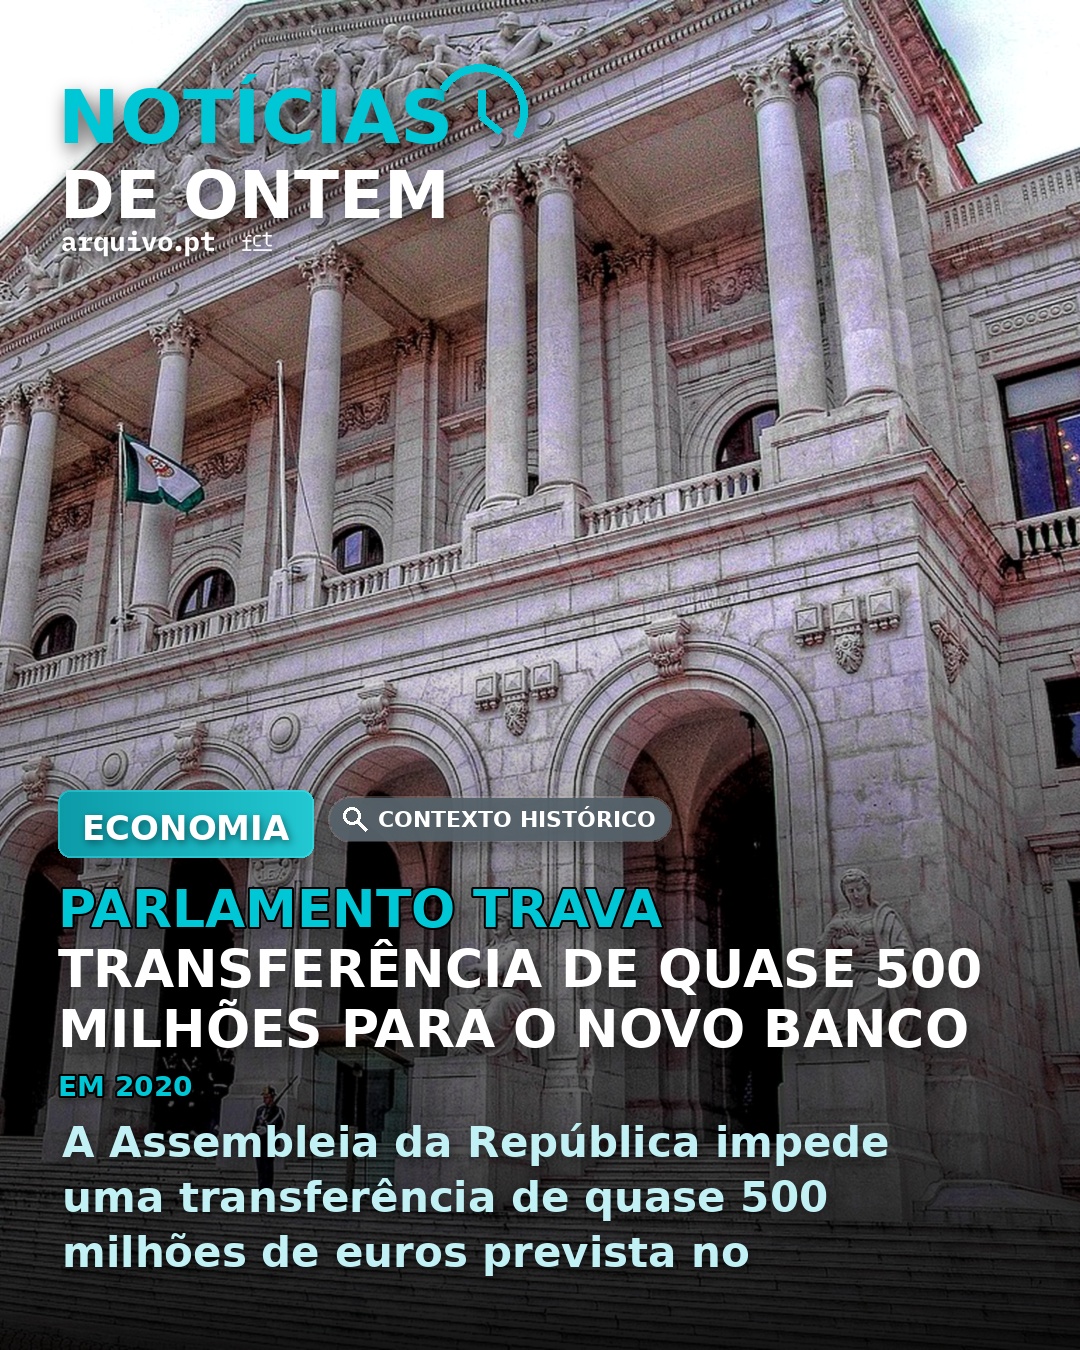 NOTÍCIAS
DE ONTEM
arquivo.pt fct
ECONOMIA
CONTEXTO HISTÓRICO
PARLAMENTO TRAVA
TRANSFERÊNCIA DE QUASE 500
MILHÕES PARA O NOVO BANCO
EM 2020
A Assembleia da República impede
uma transferência de quase 500
milhões de euros prevista no